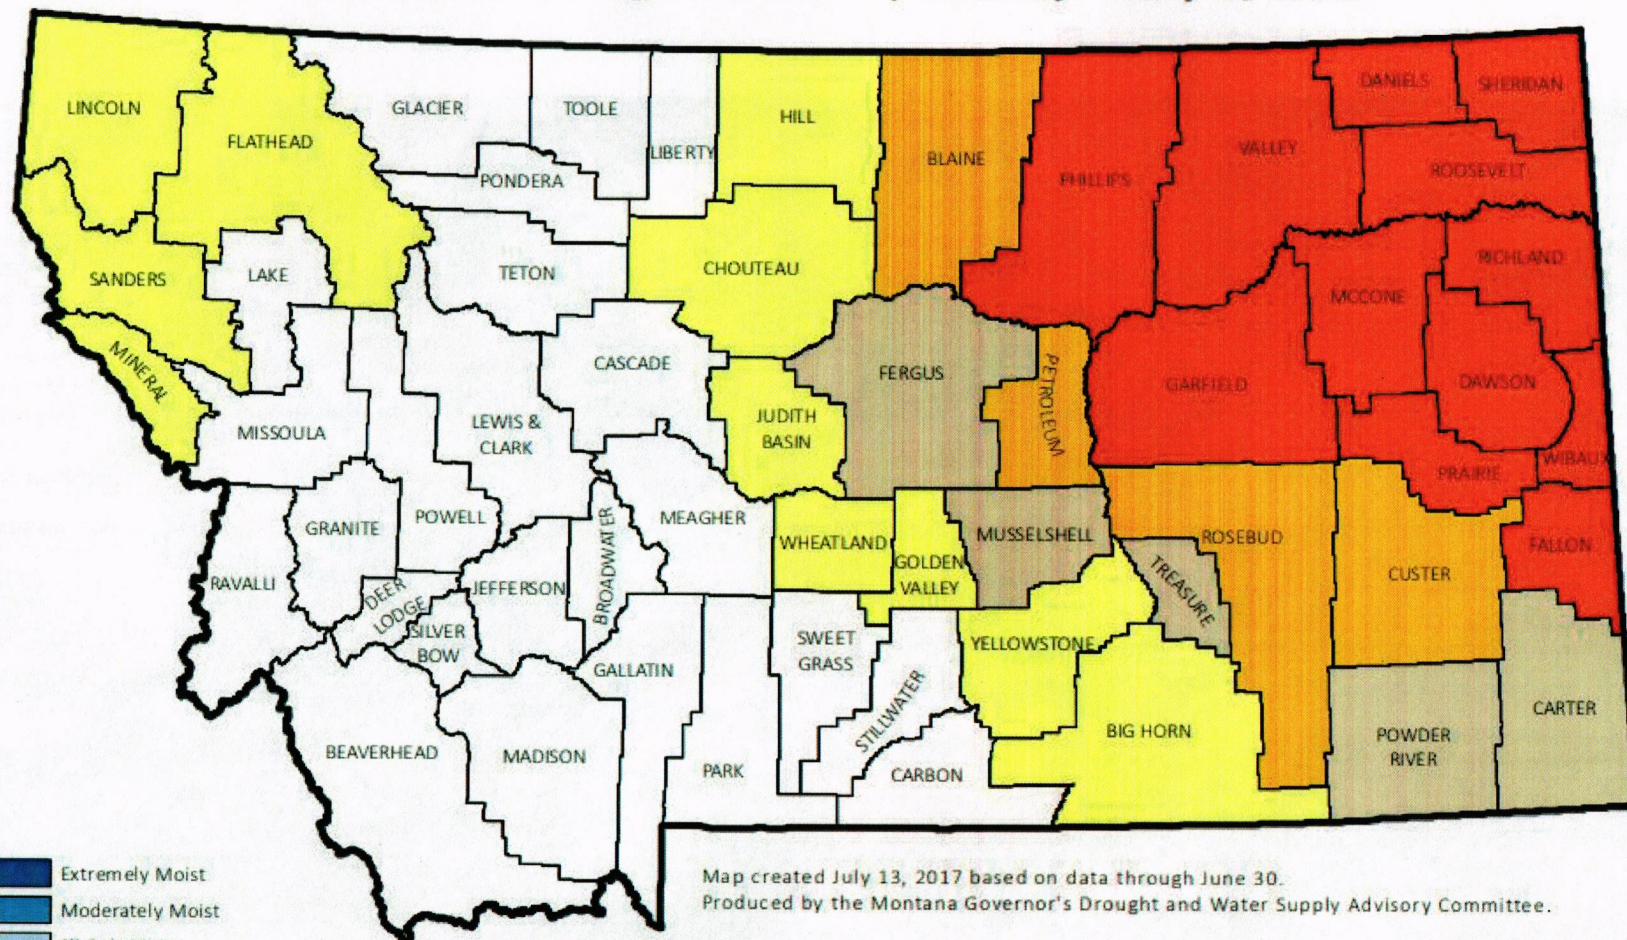 LINCOLN
FLATHEAD
GLACIER
TOOLE
LIBERTY
HILL
BLAINE
PHILLIPS
VALLEY
DANIELS
SHERIDAN
ROOSEVELT
PONDERA
SANDERS
LAKE
TETON
CHOUTEAU
RICHLAND
MCCONE
MINERAL
CASCADE
FERGUS
PETROLEUM
GARFIELD
DAWSON
MISSOULA
LEWIS &
CLARK
JUDITH
BASIN
PRAIRIE
WIBAUX
GRANITE
POWELL
MEAGHER
WHEATLAND
GOLDEN
VALLEY
MUSSELSHELL
ROSEBUD
CUSTER
FALLON
RAVALLI
DEER
LODGE
JEFFERSON
BROADWATER
TREASURE
SILVER
BOW
GALLATIN
SWEET
GRASS
STILLWATER
YELLOWSTONE
BEAVERHEAD
MADISON
PARK
CARBON
BIG HORN
POWDER
RIVER
CARTER
Extremely Moist
Moderately Moist
Map created July 13, 2017 based on data through June 30.
Produced by the Montana Governor's Drought and Water Supply Advisory Committee.